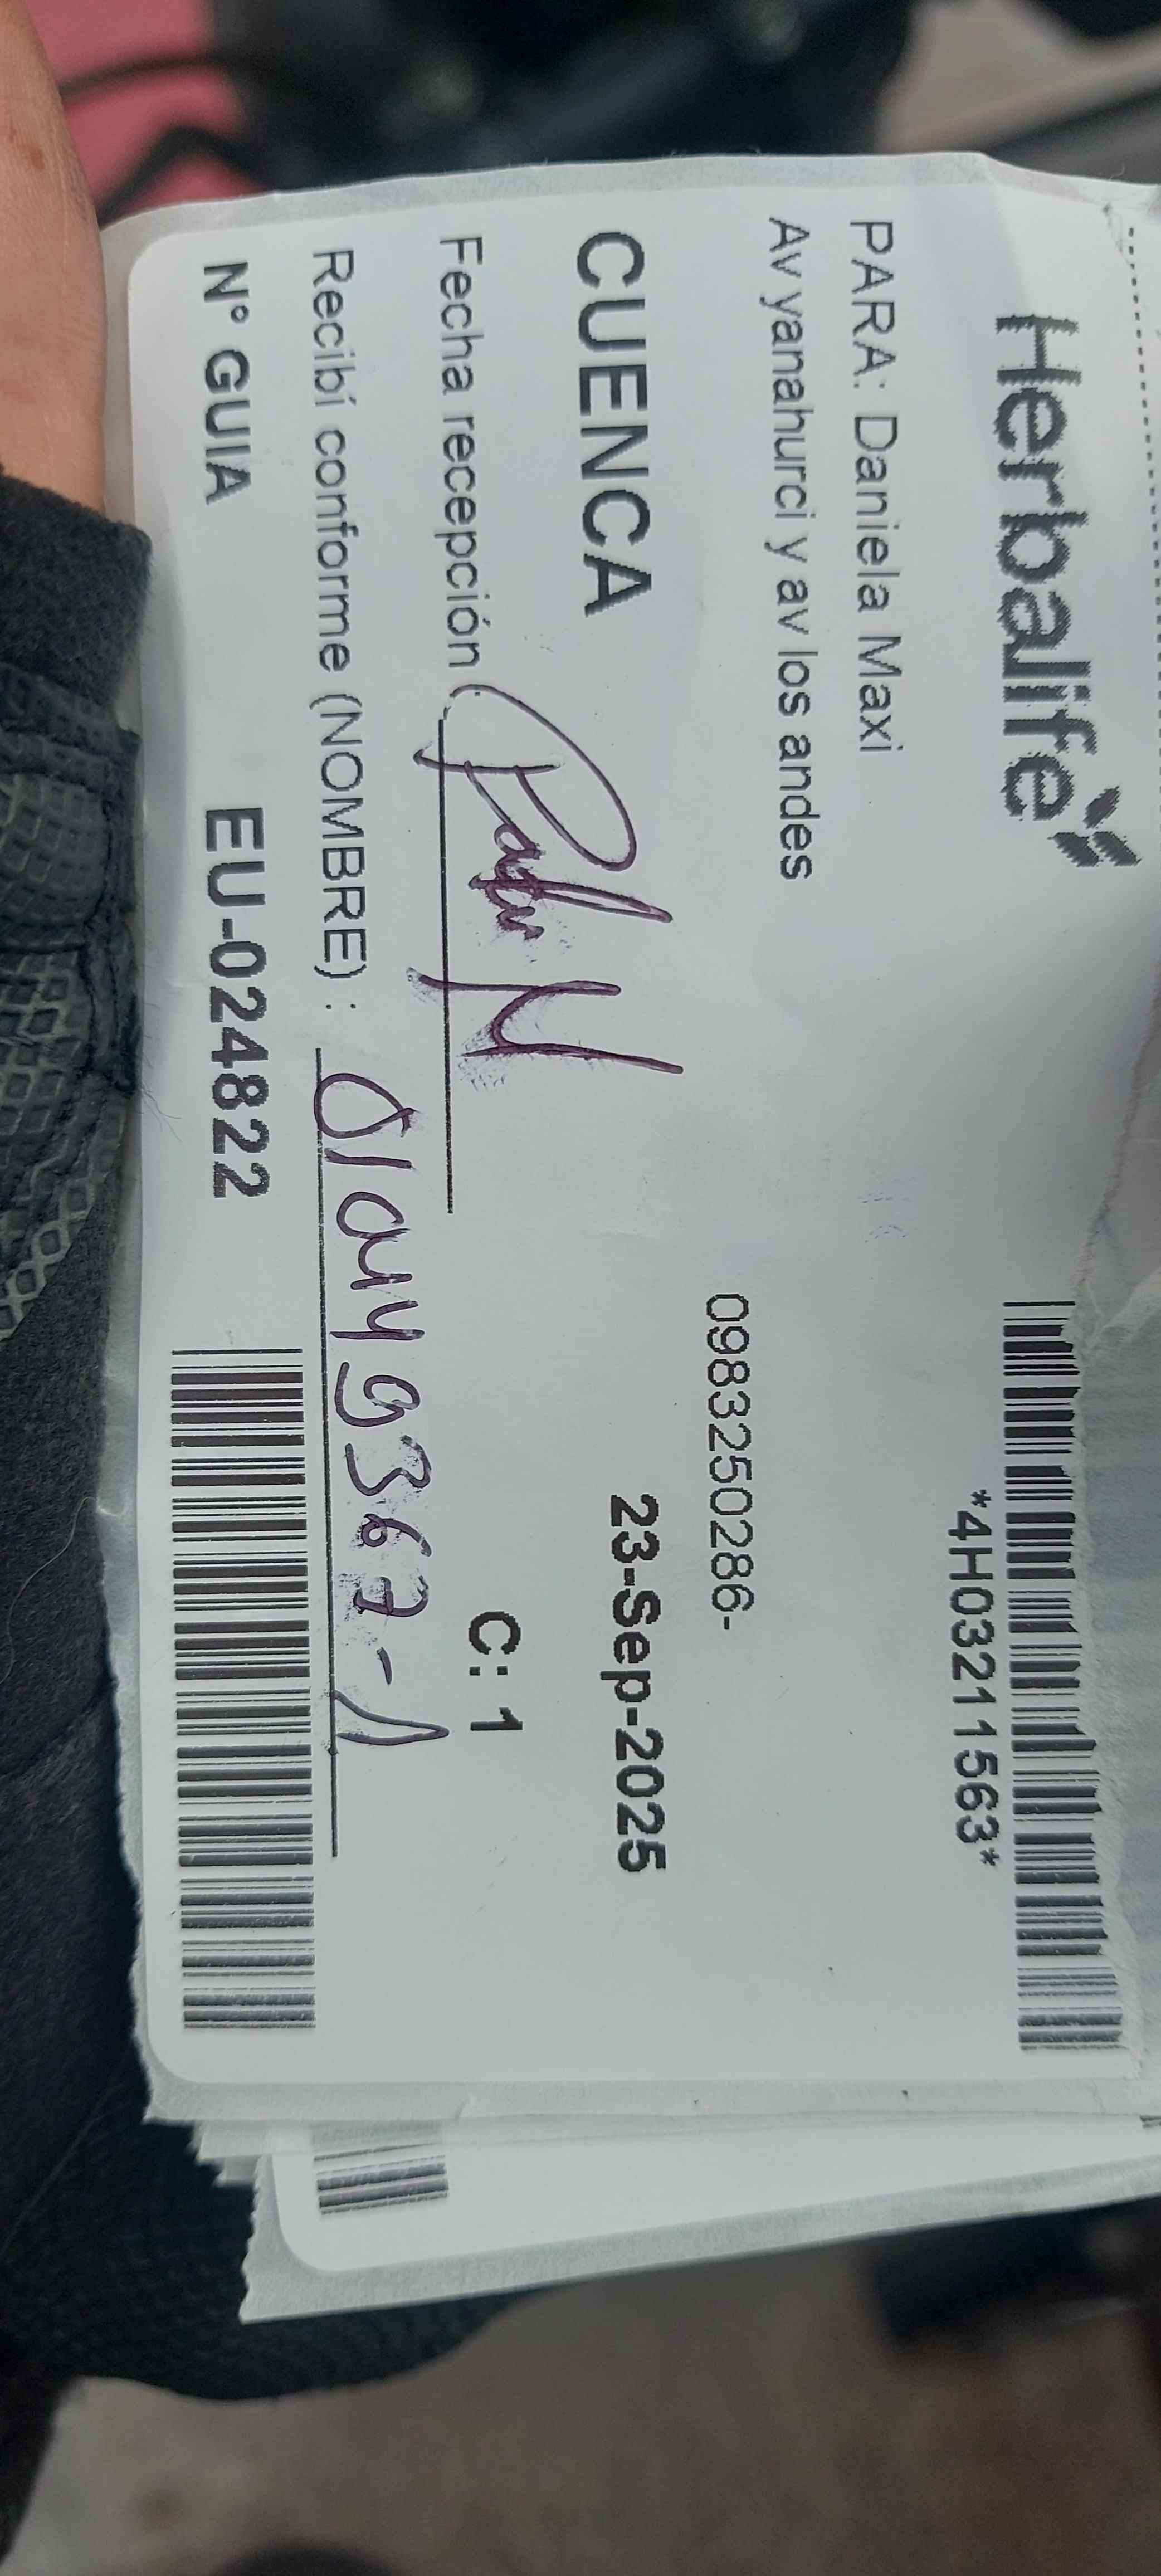 Herbalife
*4H03211563*
PARA: Daniela Maxi
Av yanahurci y av los andes
0983250286-
CUENCA
23-Sep-2025
Fecha recepción :
C: 1
Recibí conforme (NOMBRE) :
N° GUIA EU-024822